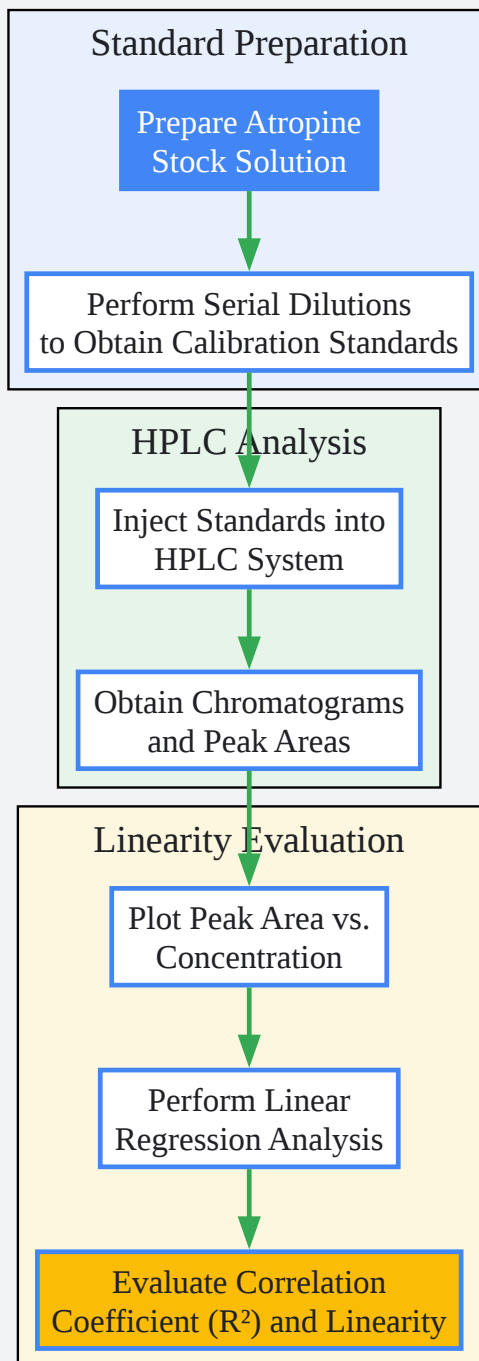 Standard Preparation
Prepare Atropine
Stock Solution
Perform Serial Dilutions
to Obtain Calibration Standards
HPLC Analysis
Inject Standards into
HPLC System
Obtain Chromatograms
and Peak Areas
Linearity Evaluation
Plot Peak Area vs.
Concentration
Perform Linear
Regression Analysis
Evaluate Correlation
Coefficient (R²) and Linearity